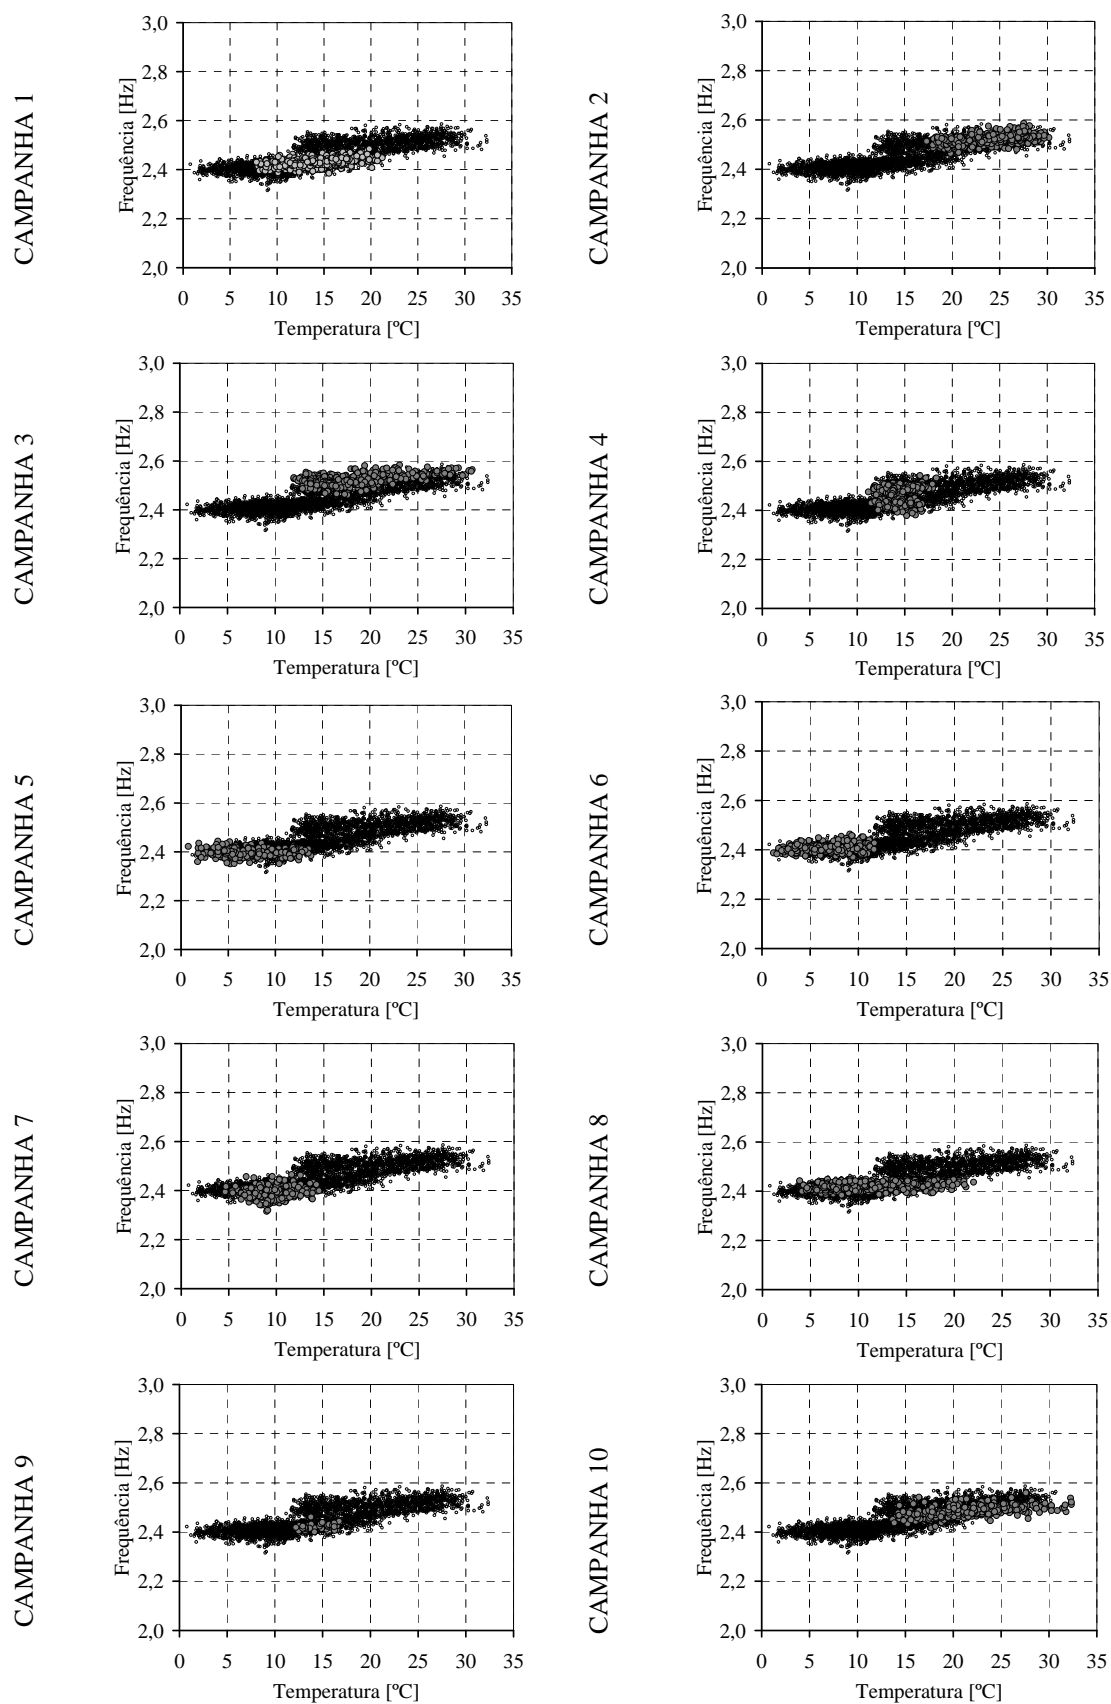 CAMPANHA 1
Frequência [Hz]
3,0
2,8
2,6
2,4
2,2
2,0
0 5 10 15 20 25 30 35
Temperatura [ºC]
CAMPANHA 2
Frequência [Hz]
3,0
2,8
2,6
2,4
2,2
2,0
0 5 10 15 20 25 30 35
Temperatura [ºC]
CAMPANHA 3
Frequência [Hz]
3,0
2,8
2,6
2,4
2,2
2,0
0 5 10 15 20 25 30 35
Temperatura [ºC]
CAMPANHA 4
Frequência [Hz]
3,0
2,8
2,6
2,4
2,2
2,0
0 5 10 15 20 25 30 35
Temperatura [ºC]
CAMPANHA 5
Frequência [Hz]
3,0
2,8
2,6
2,4
2,2
2,0
0 5 10 15 20 25 30 35
Temperatura [ºC]
CAMPANHA 6
Frequência [Hz]
3,0
2,8
2,6
2,4
2,2
2,0
0 5 10 15 20 25 30 35
Temperatura [ºC]
CAMPANHA 7
Frequência [Hz]
3,0
2,8
2,6
2,4
2,2
2,0
0 5 10 15 20 25 30 35
Temperatura [ºC]
CAMPANHA 8
Frequência [Hz]
3,0
2,8
2,6
2,4
2,2
2,0
0 5 10 15 20 25 30 35
Temperatura [ºC]
CAMPANHA 9
Frequência [Hz]
3,0
2,8
2,6
2,4
2,2
2,0
0 5 10 15 20 25 30 35
Temperatura [ºC]
CAMPANHA 10
Frequência [Hz]
3,0
2,8
2,6
2,4
2,2
2,0
0 5 10 15 20 25 30 35
Temperatura [ºC]